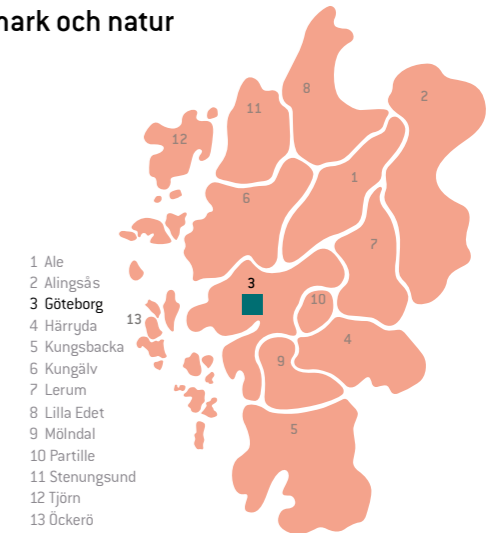 mark och natur
8
2
11
12
1
6
7
3
10
13
4
9
5
1 Ale
2 Alingsås
3 Göteborg
4 Härryda
5 Kungsbacka
6 Kungälv
7 Lerum
8 Lilla Edet
9 Mölndal
10 Partille
11 Stenungsund
12 Tjörn
13 Öckerö